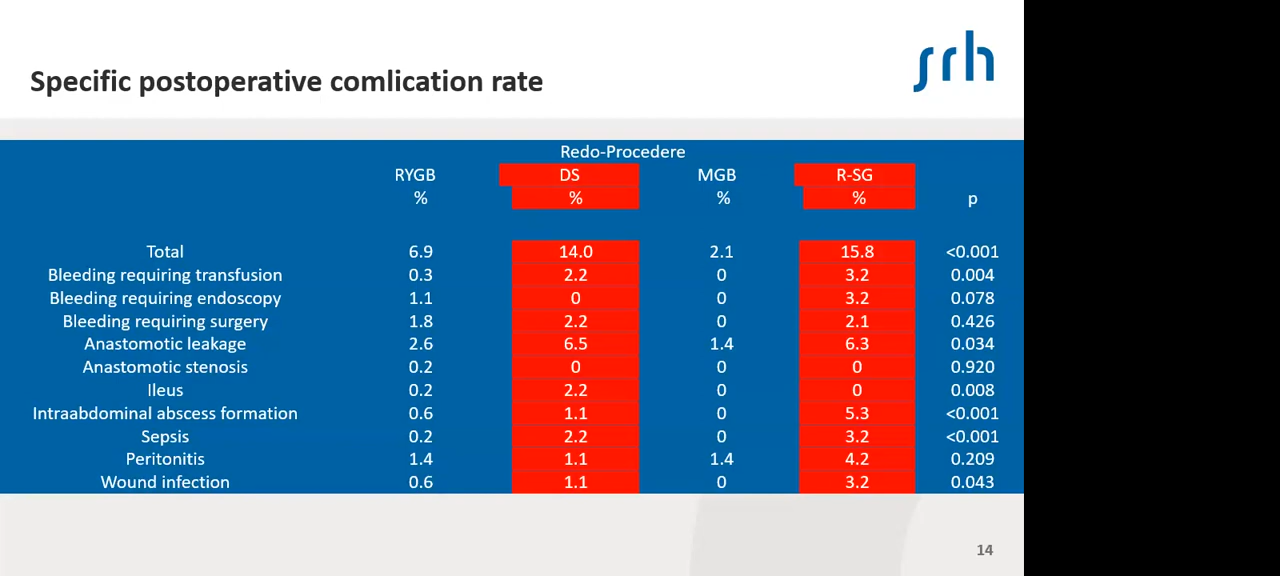 srh
Specific postoperative comlication rate
Redo-Procedere
RYGB DS MGB R-SG
% % % % p
Total 6.9 14.0 2.1 15.8 <0.001
Bleeding requiring transfusion 0.3 2.2 0 3.2 0.004
Bleeding requiring endoscopy 1.1 0 0 3.2 0.078
Bleeding requiring surgery 1.8 2.2 0 2.1 0.426
Anastomotic leakage 2.6 6.5 1.4 6.3 0.034
Anastomotic stenosis 0.2 0 0 0 0.920
Ileus 0.2 2.2 0 0 0.008
Intraabdominal abscess formation 0.6 1.1 0 5.3 <0.001
Sepsis 0.2 2.2 0 3.2 <0.001
Peritonitis 1.4 1.1 1.4 4.2 0.209
Wound infection 0.6 1.1 0 3.2 0.043
14